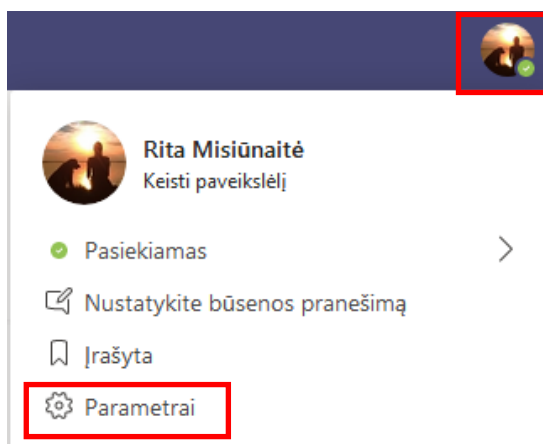 Rita Misiūnaitė
Keisti paveikslėlį
Pasiekiamas
Nustatykite būsenos pranešimą
Įrašyta
Parametrai